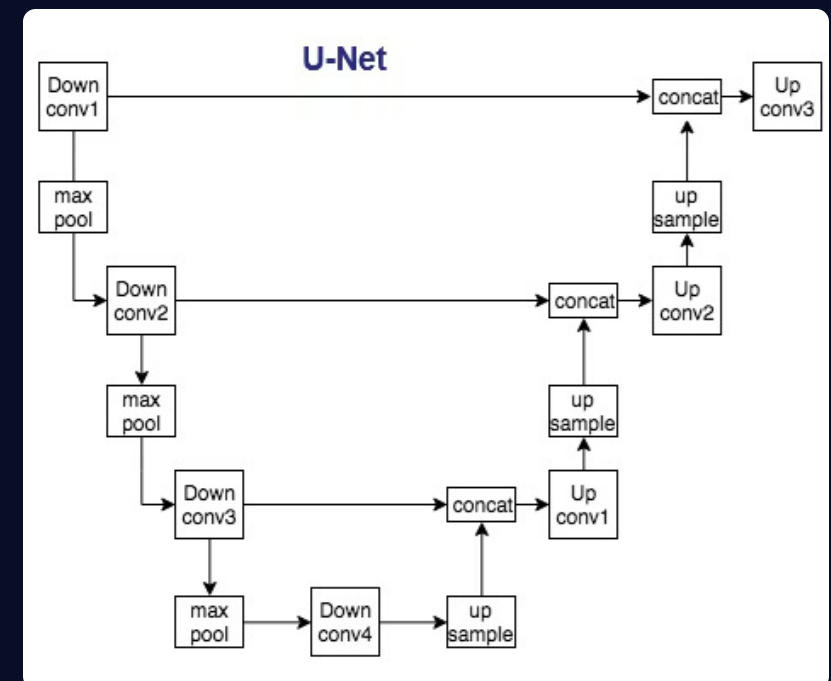 U-Net
Down
conv1
concat
Up
conv3
max
pool
up
sample
Down
conv2
concat
Up
conv2
max
pool
up
sample
Down
conv3
concat
Up
conv1
max
pool
Down
conv4
up
sample